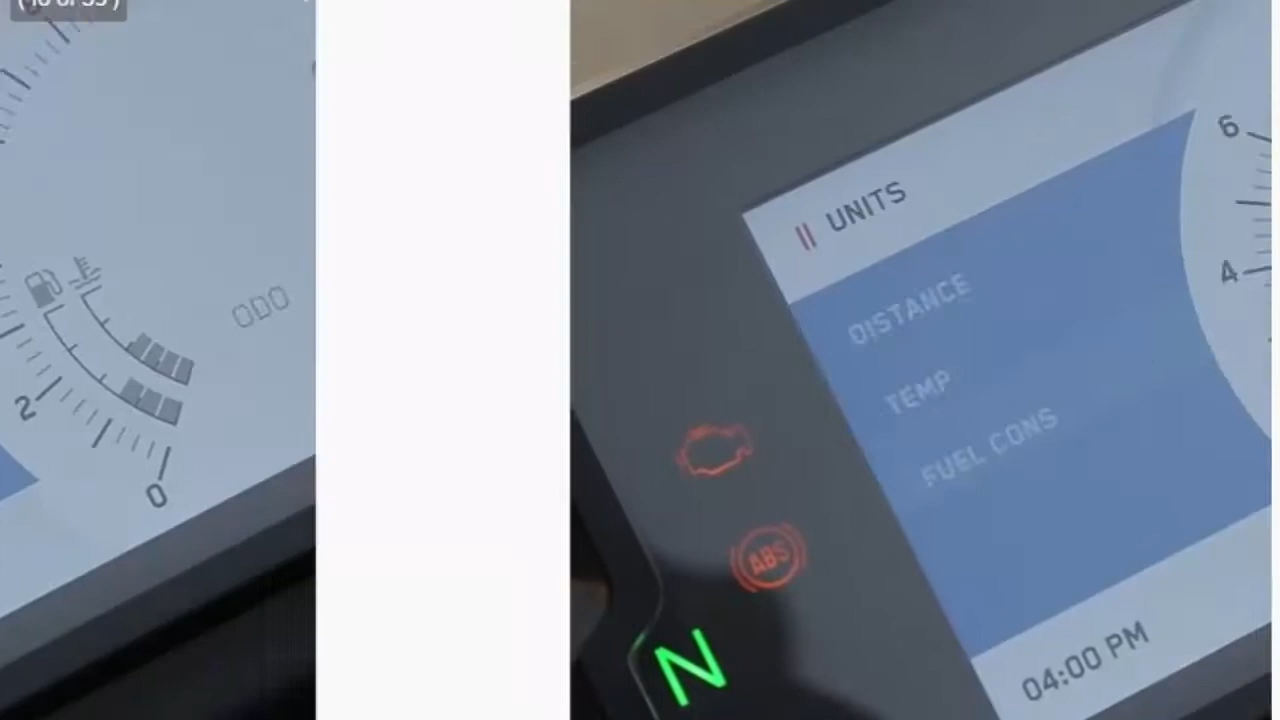 ODO
2
0
UNITS
DISTANCE
TEMP
FUEL CONS
6
4
ABS
N
04:00 PM